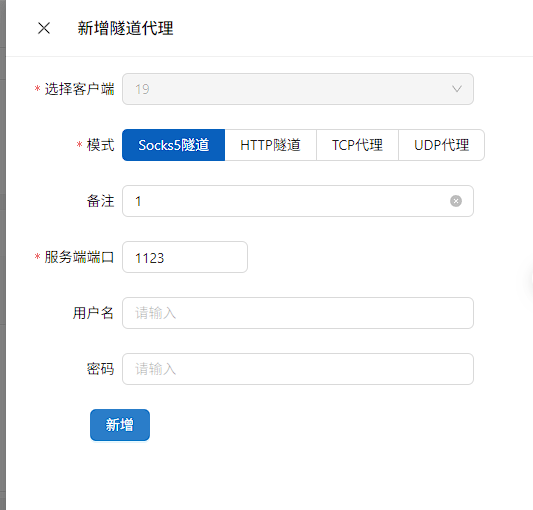 新增隧道代理
* 选择客户端 19
* 模式 Socks5隧道 HTTP隧道 TCP代理 UDP代理
备注 1
* 服务端端口 1123
用户名 请输入
密码 请输入
新增